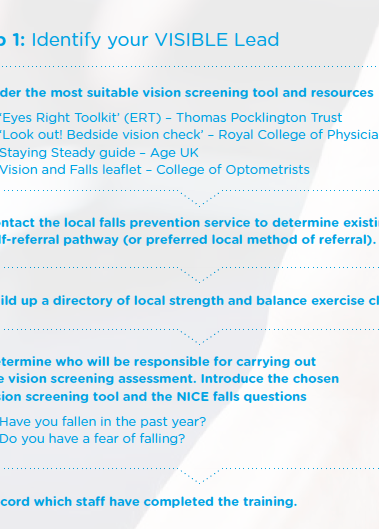 p 1: Identify your VISIBLE Lead
der the most suitable vision screening tool and resources
'Eyes Right Toolkit' (ERT) – Thomas Pocklington Trust
'Look out! Bedside vision check' – Royal College of Physicia
Staying Steady guide – Age UK
Vision and Falls leaflet – College of Optometrists
ontact the local falls prevention service to determine existi
lf-referral pathway (or preferred local method of referral).
ild up a directory of local strength and balance exercise cl
termine who will be responsible for carrying out
e vision screening assessment. Introduce the chosen
sion screening tool and the NICE falls questions
Have you fallen in the past year?
Do you have a fear of falling?
cord which staff have completed the training.